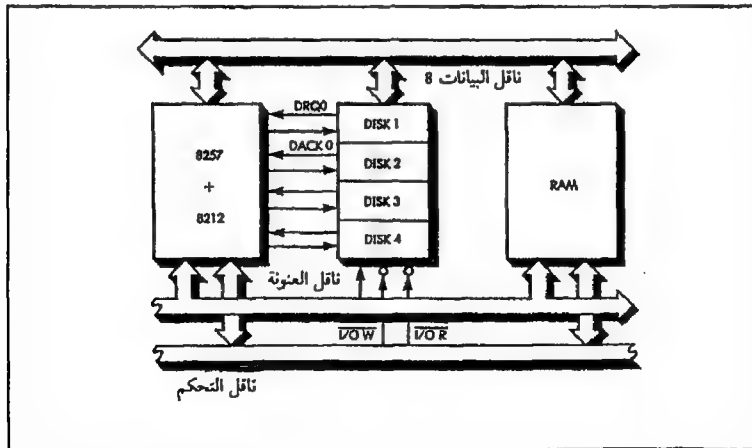 ناقل البيانات 8
DRQ0
DISK 1
DACK 0
8257
DISK 2
+
RAM
DISK 3
8212
DISK 4
ناقل العنونة
I/O W
I/O R
ناقل التحكم